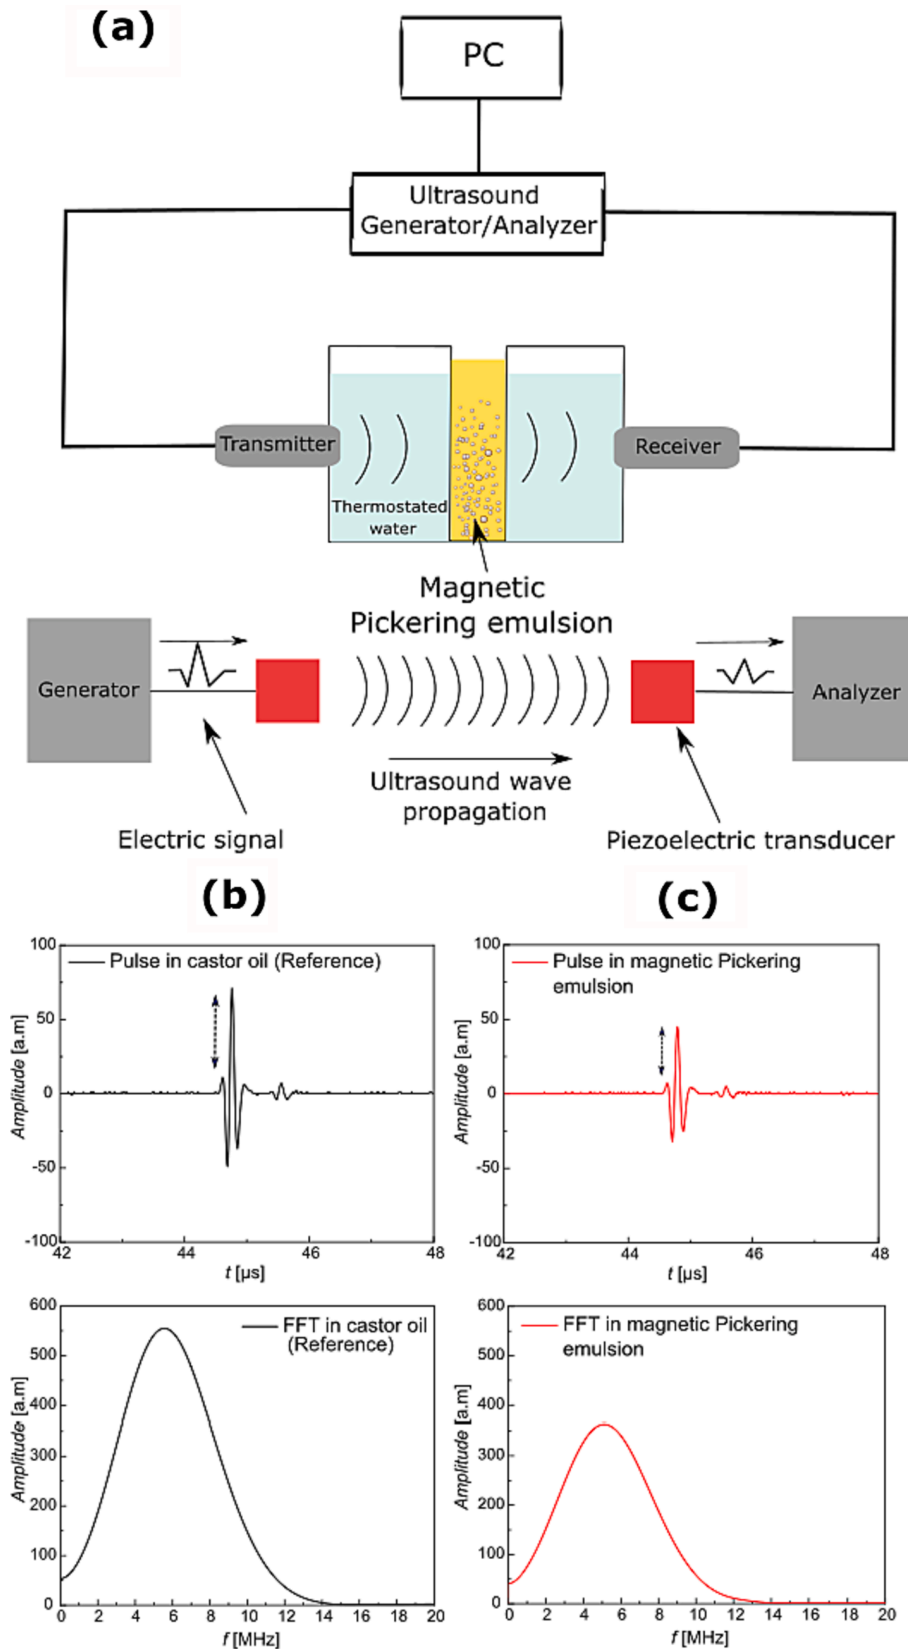 (a)
PC
Ultrasound
Generator/Analyzer
Transmitter
Receiver
Thermostated
water
Magnetic
Pickering emulsion
Generator
Analyzer
Ultrasound wave
propagation
Electric signal
Piezoelectric transducer
(b)
100
50
0
-50
-100
Amplitude [a.m]
Pulse in castor oil (Reference)
42
44
46
48
t [µs]
(c)
100
50
0
-50
-100
Amplitude [a.m]
Pulse in magnetic Pickering
emulsion
42
44
46
48
t [µs]
600
500
400
300
200
100
0
Amplitude [a.m]
FFT in castor oil
(Reference)
0 2 4 6 8 10 12 14 16 18 20
f [MHz]
600
500
400
300
200
100
0
Amplitude [a.m]
FFT in magnetic Pickering
emulsion
0 2 4 6 8 10 12 14 16 18 20
f [MHz]